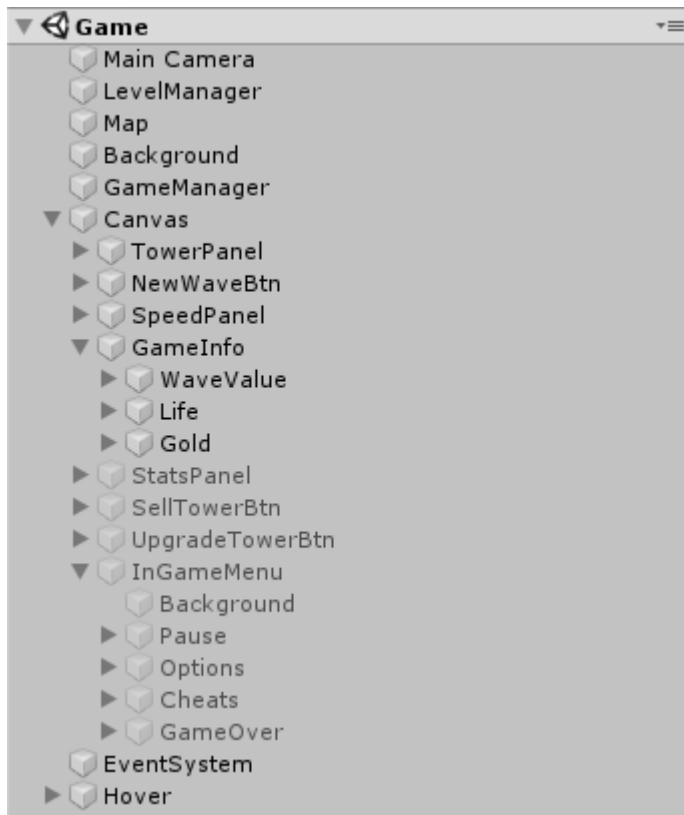 Game
Main Camera
LevelManager
Map
Background
GameManager
Canvas
TowerPanel
NewWaveBtn
SpeedPanel
GameInfo
WaveValue
Life
Gold
StatsPanel
SellTowerBtn
UpgradeTowerBtn
InGameMenu
Background
Pause
Options
Cheats
GameOver
EventSystem
Hover